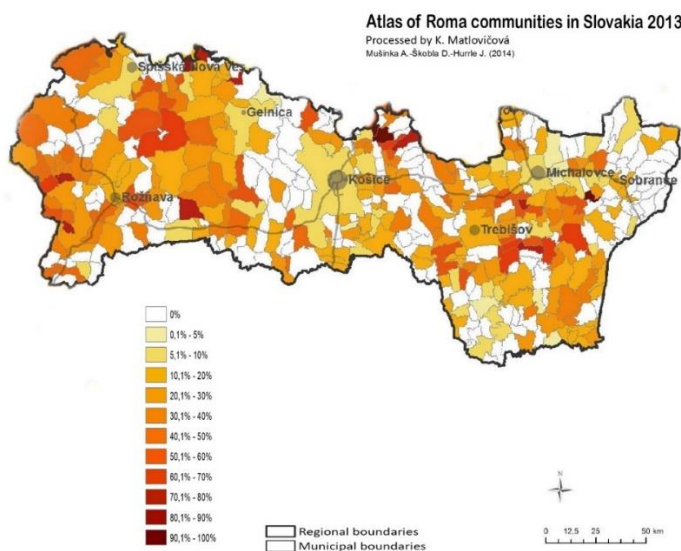 Atlas of Roma communities in Slovakia 2013
Processed by K. Matlovičová
Mušinka A.-Škobla D.-Hurrle J. (2014)
Spišská Nová Ves
Gelnica
Košice
Michalovce
Sobrance
Rožňava
Trebišov
0%
0,1% - 5%
5,1% - 10%
10,1% - 20%
20,1% - 30%
30,1% - 40%
40,1% - 50%
50,1% - 60%
60,1% - 70%
70,1% - 80%
80,1% - 90%
90,1% - 100%
N
Regional boundaries
Municipal boundaries
0 12,5 25 50 km